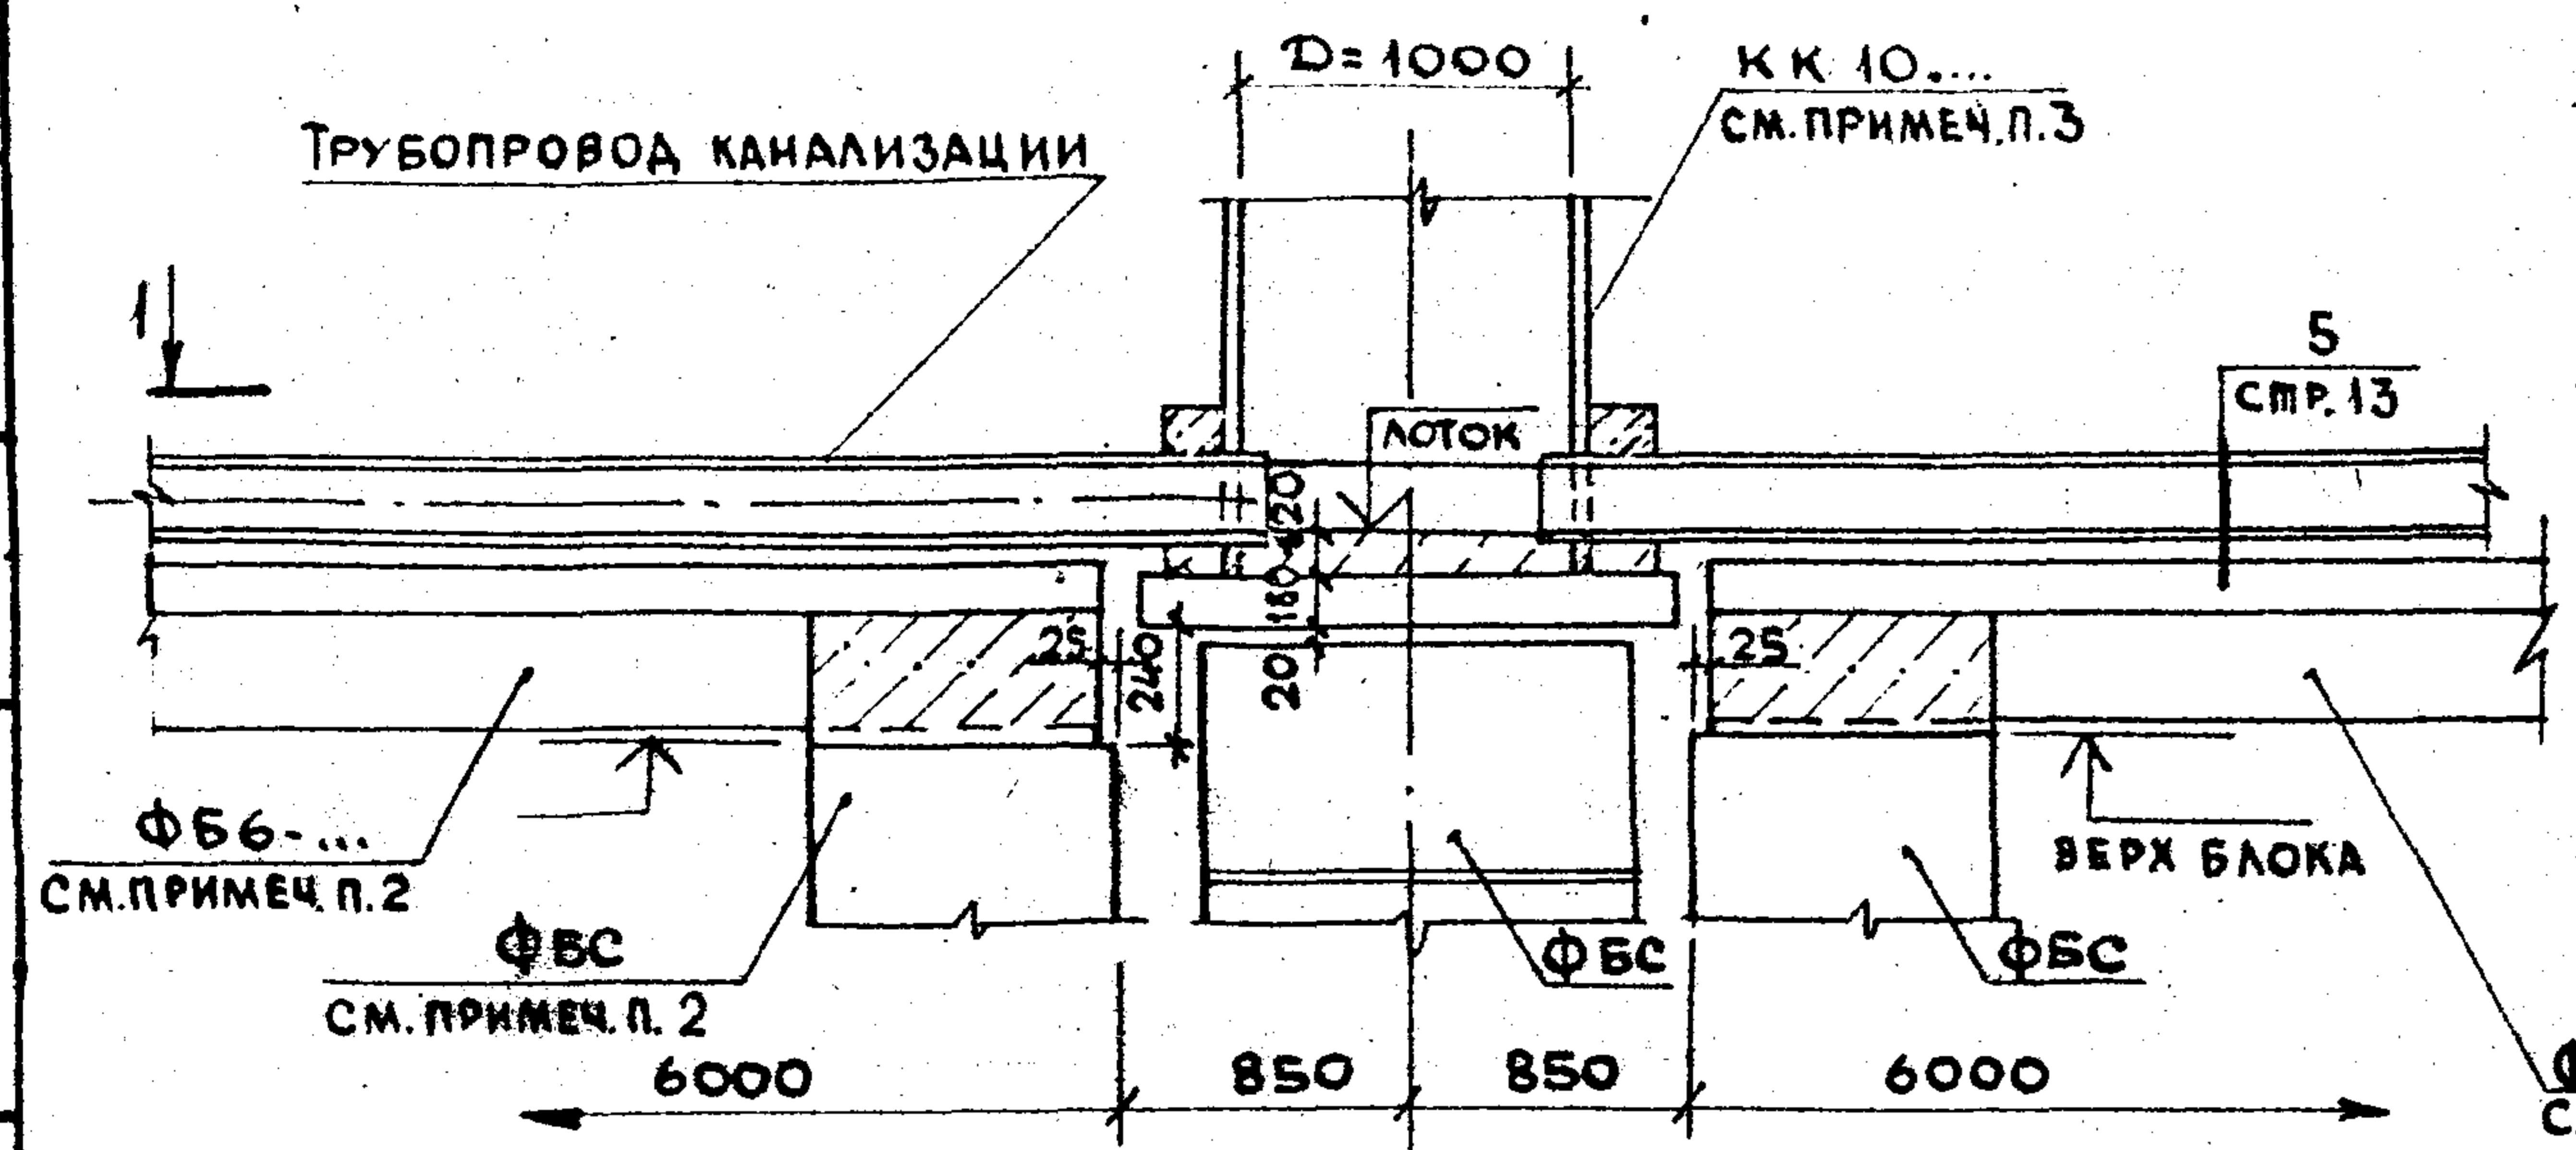 Д= 1000
КК 10....
СМ. ПРИМЕЧ. П. 3
ТРУБОПРОВОД КАНАЛИЗАЦИИ
1
5
СТР. 13
ЛОТОК
120
180
20
240
25
25
ФБ6-...
СМ. ПРИМЕЧ. П. 2
ФБС
СМ. ПРИМЕЧ. П. 2
ФБС
ФБС
ВЕРХ БЛОКА
6000
850
850
6000